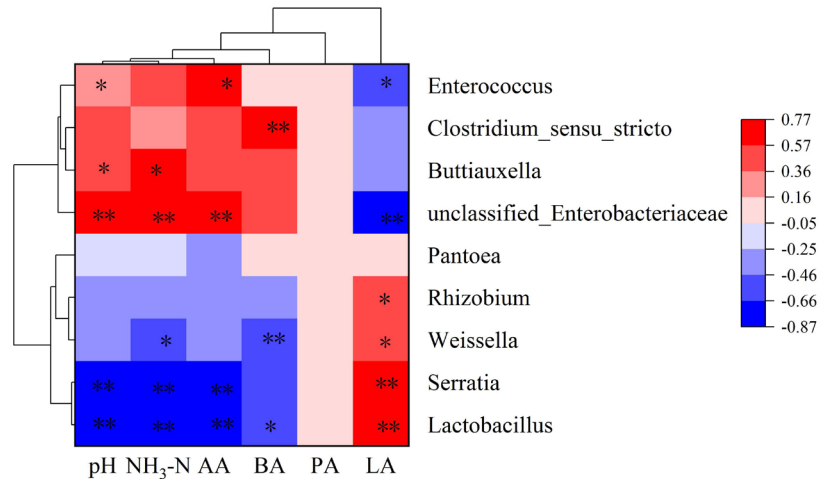 * * * Enterococcus
** Clostridium_sensu_stricto
* * Buttiauxella
** ** ** ** unclassified_Enterobacteriaceae
Pantoea
* Rhizobium
* ** * Weissella
** ** ** ** Serratia
** ** ** * ** Lactobacillus
pH NH₃-N AA BA PA LA
0.77
0.57
0.36
0.16
-0.05
-0.25
-0.46
-0.66
-0.87